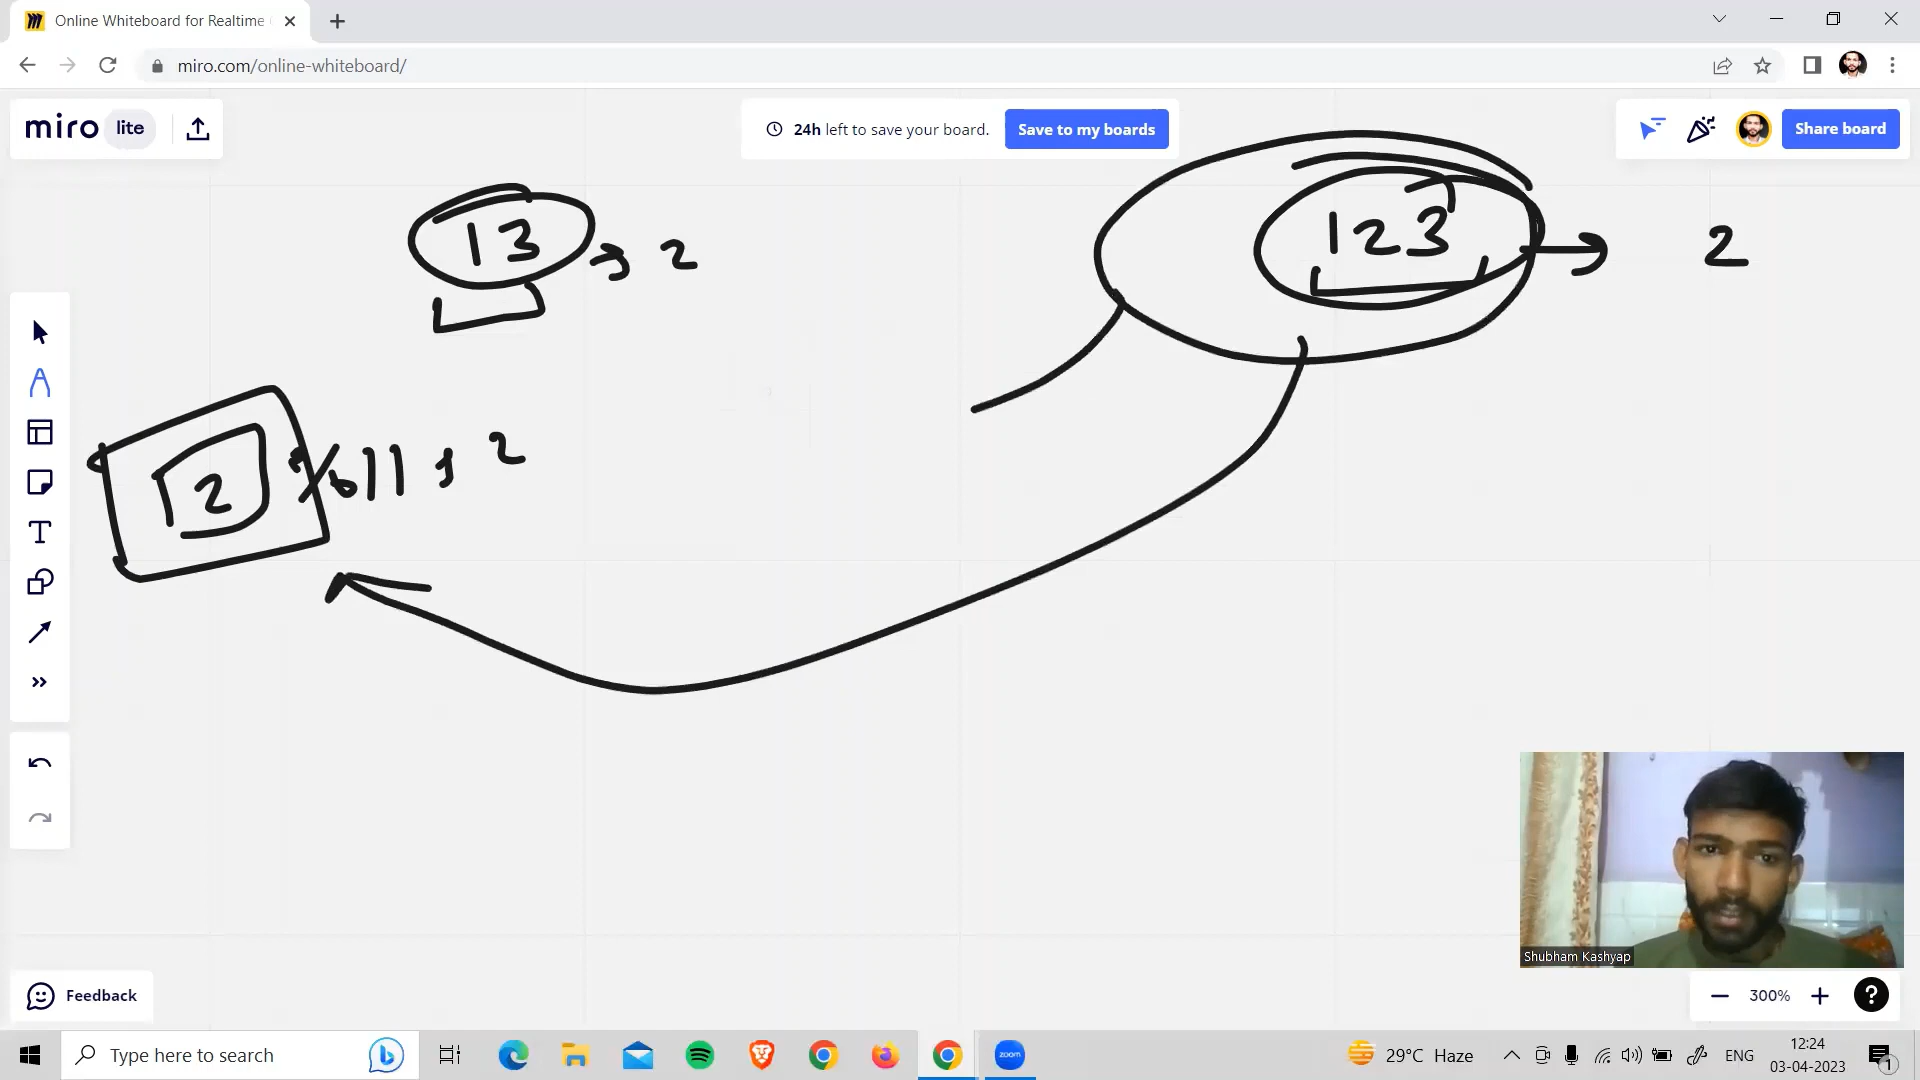 Online Whiteboard for Realtime
miro.com/online-whiteboard/
miro lite
24h left to save your board.
Save to my boards
Share board
13 → 2
123 → 2
2
2
Shubham Kashyap
Feedback
300%
Type here to search
zoom
29°C Haze
ENG
12:24
03-04-2023
1